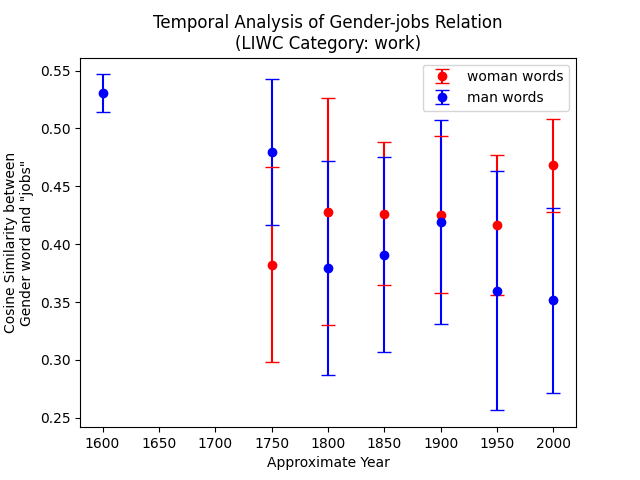 Temporal Analysis of Gender-jobs Relation
(LIWC Category: work)
woman words
man words
Cosine Similarity between
Gender word and "jobs"
0.55
0.50
0.45
0.40
0.35
0.30
0.25
1600 1650 1700 1750 1800 1850 1900 1950 2000
Approximate Year